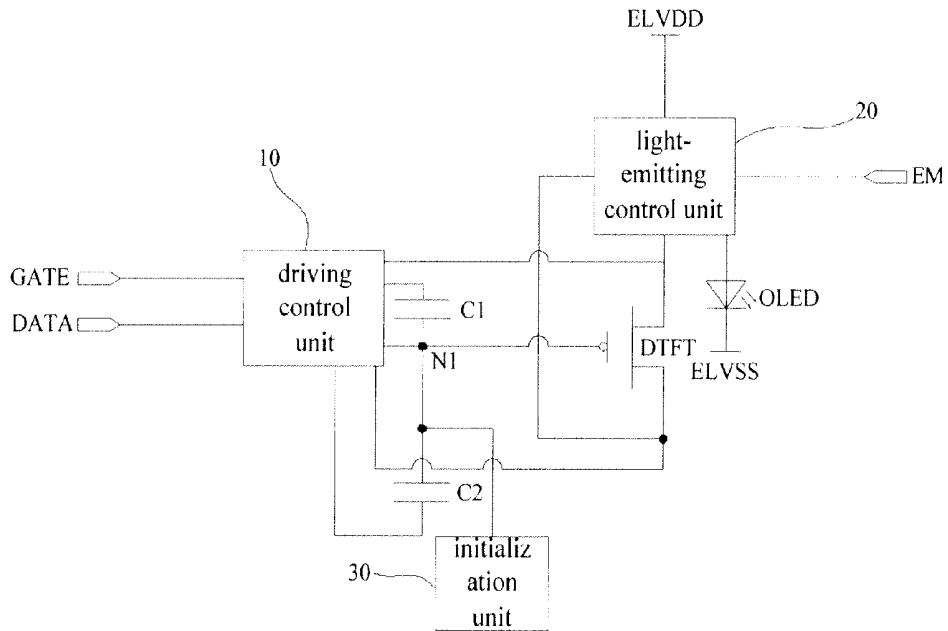 ELVDD
20
light-
emitting
control unit
EM
10
GATE
DATA
driving
control
unit
C1
N1
DTFT
OLED
ELVSS
C2
30
initializ
ation
unit